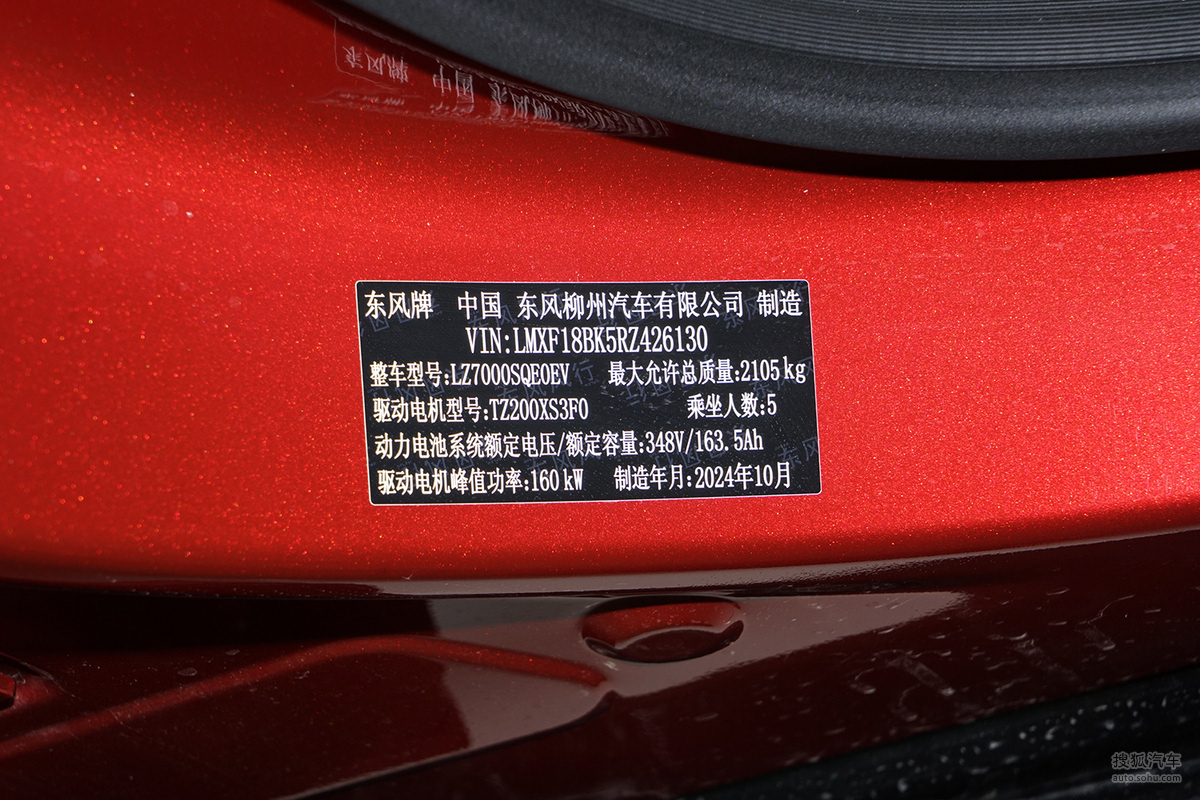 东风牌 中国 东风柳州汽车有限公司 制造
VIN:LMXF18BK5RZ426130
整车型号:LZ7000SQE0EV 最大允许总质量:2105kg
驱动电机型号:TZ200XS3F0 乘坐人数:5
动力电池系统额定电压/额定容量:348V/163.5Ah
驱动电机峰值功率:160kW 制造年月:2024年10月
搜狐汽车
auto.sohu.com